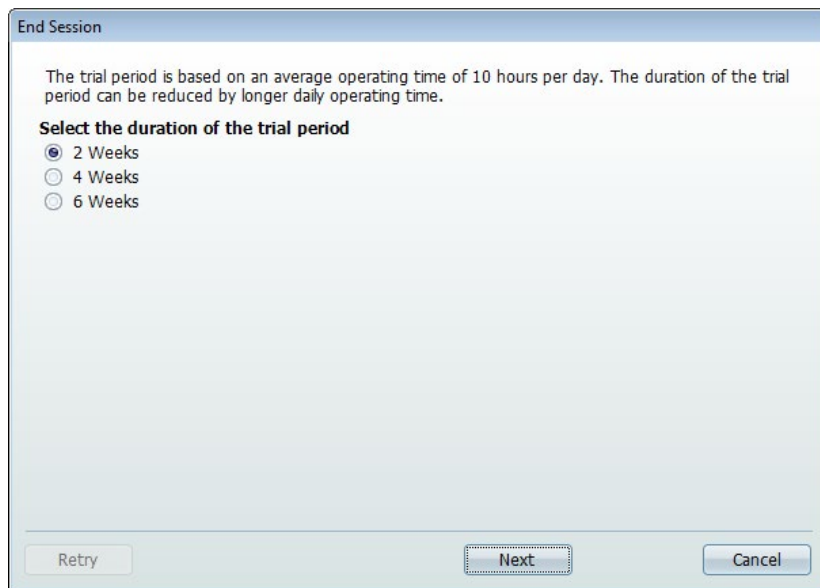 End Session
The trial period is based on an average operating time of 10 hours per day. The duration of the trial
period can be reduced by longer daily operating time.
Select the duration of the trial period
2 Weeks
4 Weeks
6 Weeks
Retry
Next
Cancel